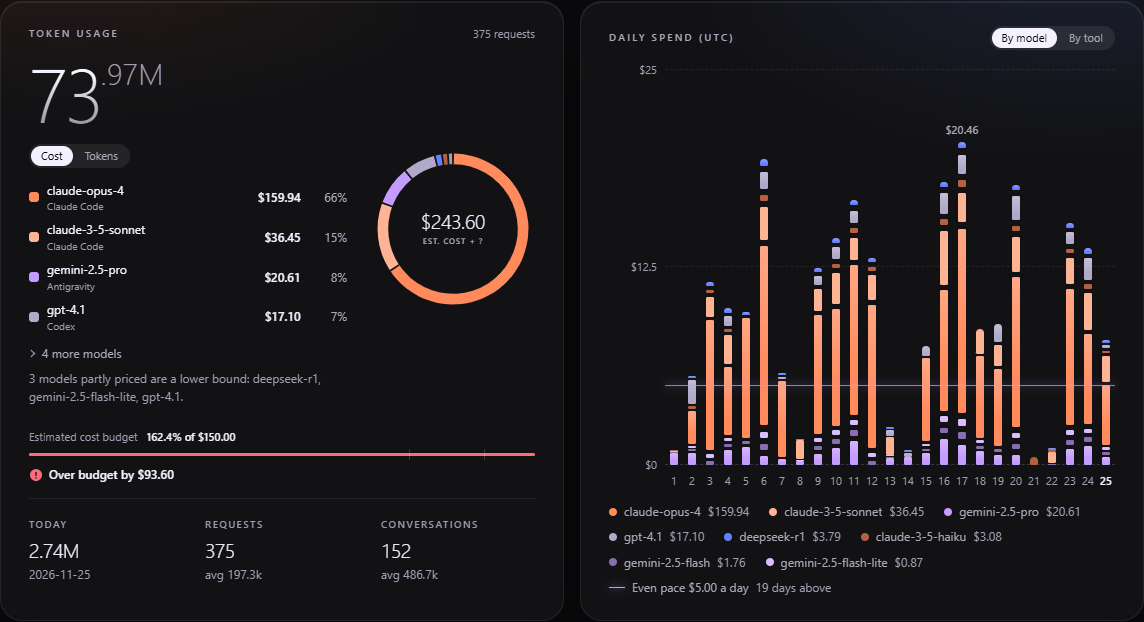 TOKEN USAGE
375 requests
73.97M
Cost Tokens
claude-opus-4 $159.94 66%
Claude Code
claude-3-5-sonnet $36.45 15%
Claude Code
gemini-2.5-pro $20.61 8%
Antigravity
gpt-4.1 $17.10 7%
Codex
$243.60
EST. COST + ?
> 4 more models
3 models partly priced are a lower bound: deepseek-r1,
gemini-2.5-flash-lite, gpt-4.1.
Estimated cost budget 162.4% of $150.00
Over budget by $93.60
TODAY REQUESTS CONVERSATIONS
2.74M 375 152
2026-11-25 avg 197.3k avg 486.7k
DAILY SPEND (UTC)
By model By tool
$25
$20.46
$12.5
$0
1 2 3 4 5 6 7 8 9 10 11 12 13 14 15 16 17 18 19 20 21 22 23 24 25
claude-opus-4 $159.94 claude-3-5-sonnet $36.45 gemini-2.5-pro $20.61
gpt-4.1 $17.10 deepseek-r1 $3.79 claude-3-5-haiku $3.08
gemini-2.5-flash $1.76 gemini-2.5-flash-lite $0.87
Even pace $5.00 a day 19 days above